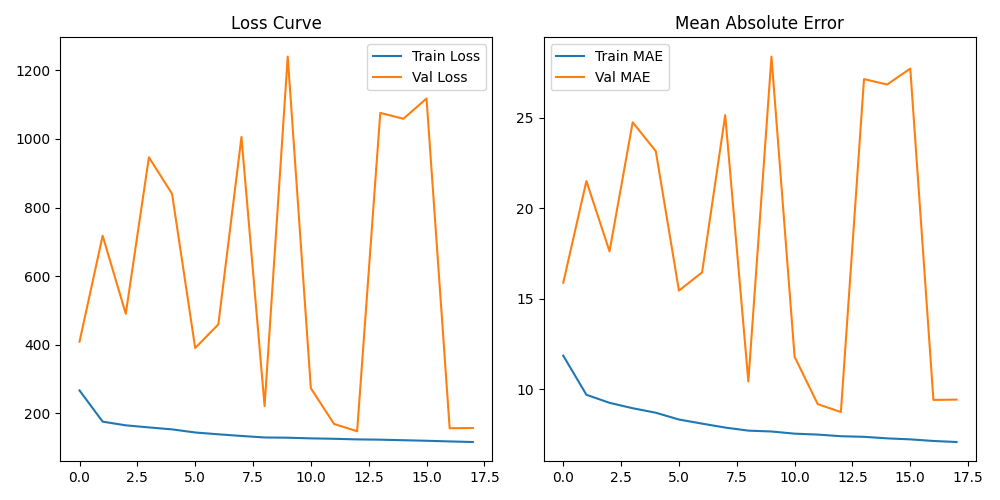 Loss Curve
Train Loss
Val Loss
1200
1000
800
600
400
200
0.0 2.5 5.0 7.5 10.0 12.5 15.0 17.5
Mean Absolute Error
Train MAE
Val MAE
25
20
15
10
0.0 2.5 5.0 7.5 10.0 12.5 15.0 17.5